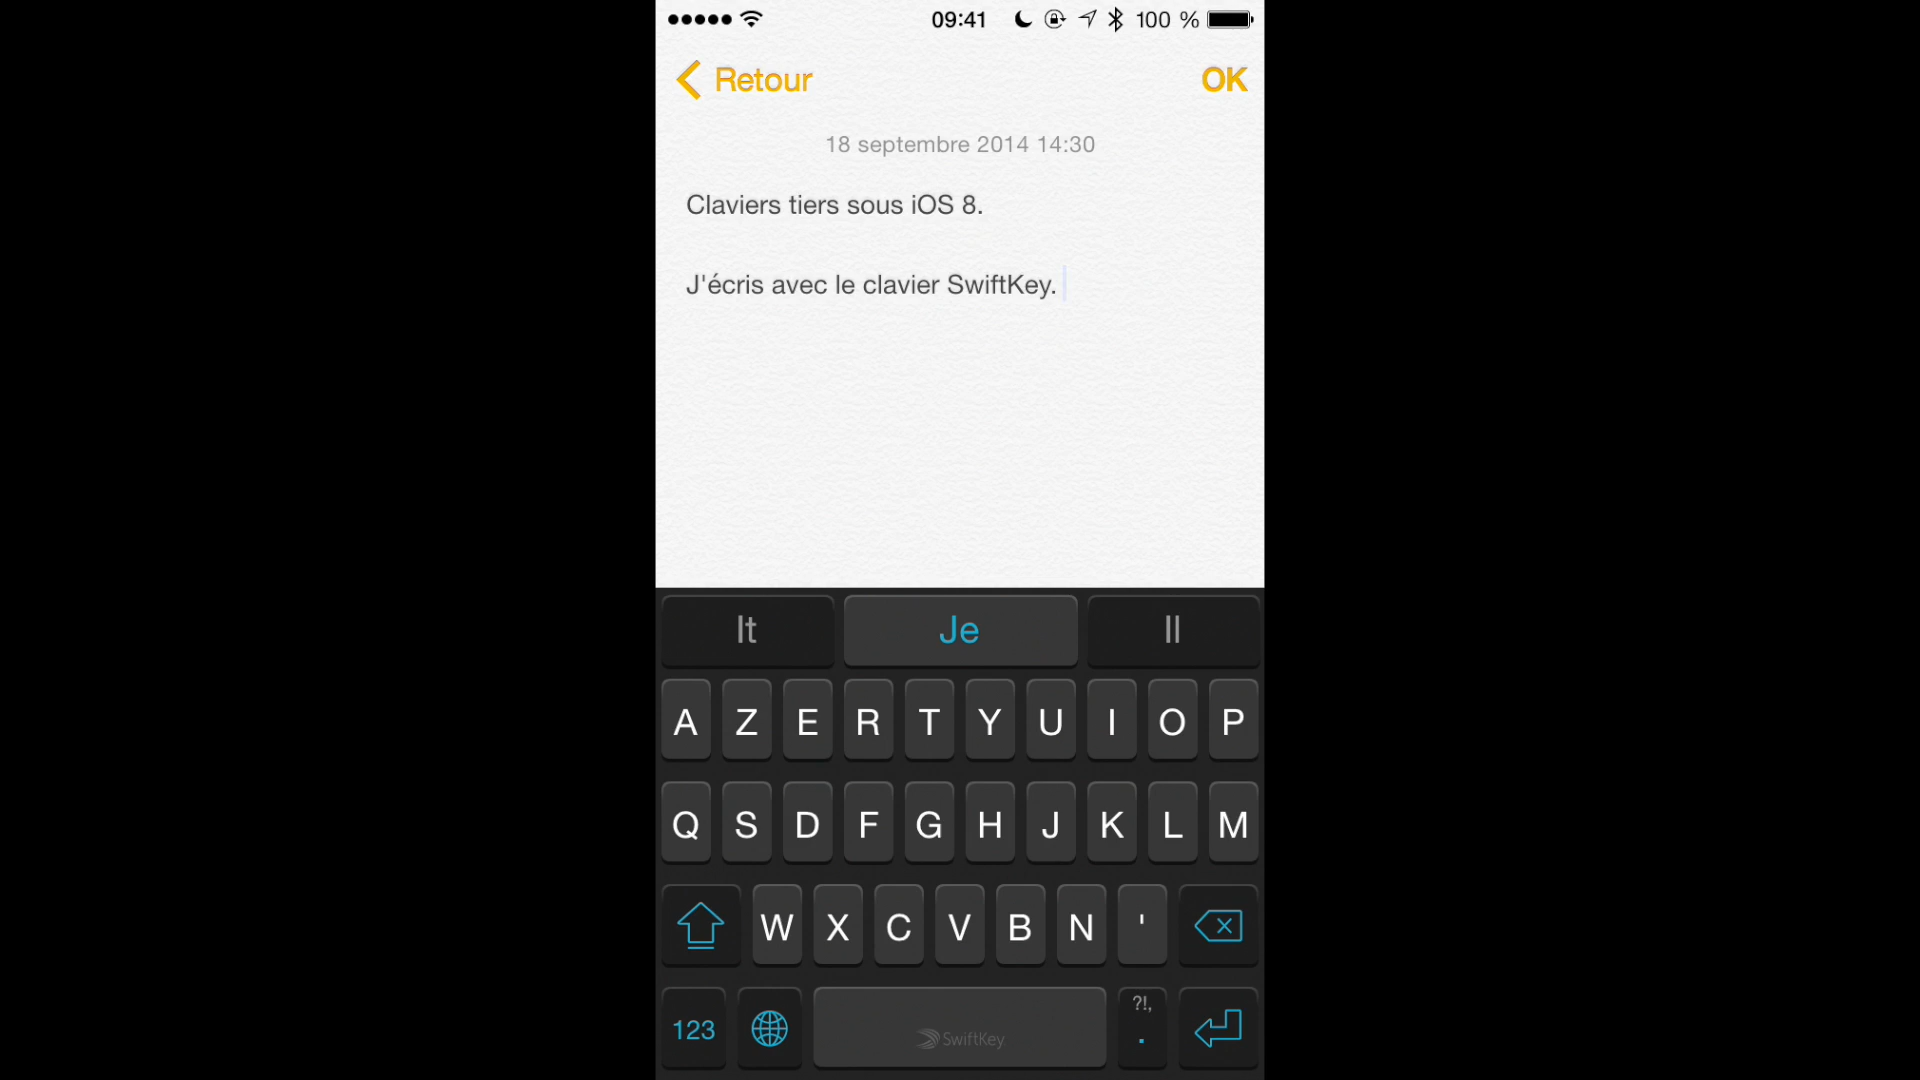 09:41 100 %
Retour OK
18 septembre 2014 14:30
Claviers tiers sous iOS 8.
J'écris avec le clavier SwiftKey.
It Je Il
A Z E R T Y U I O P
Q S D F G H J K L M
W X C V B N '
123 SwiftKey ?!, .